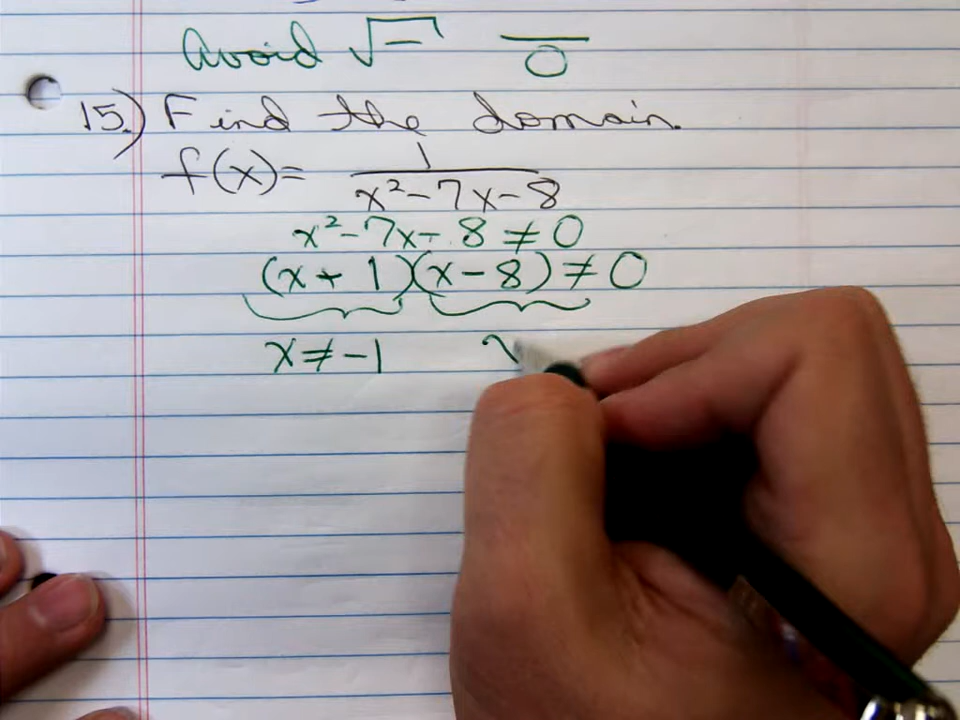 Avoid √− —/0
15.) Find the domain.
f(x)= 1/(x²-7x-8)
x²-7x-8≠0
(x+1)(x-8)≠0
x≠-1 x